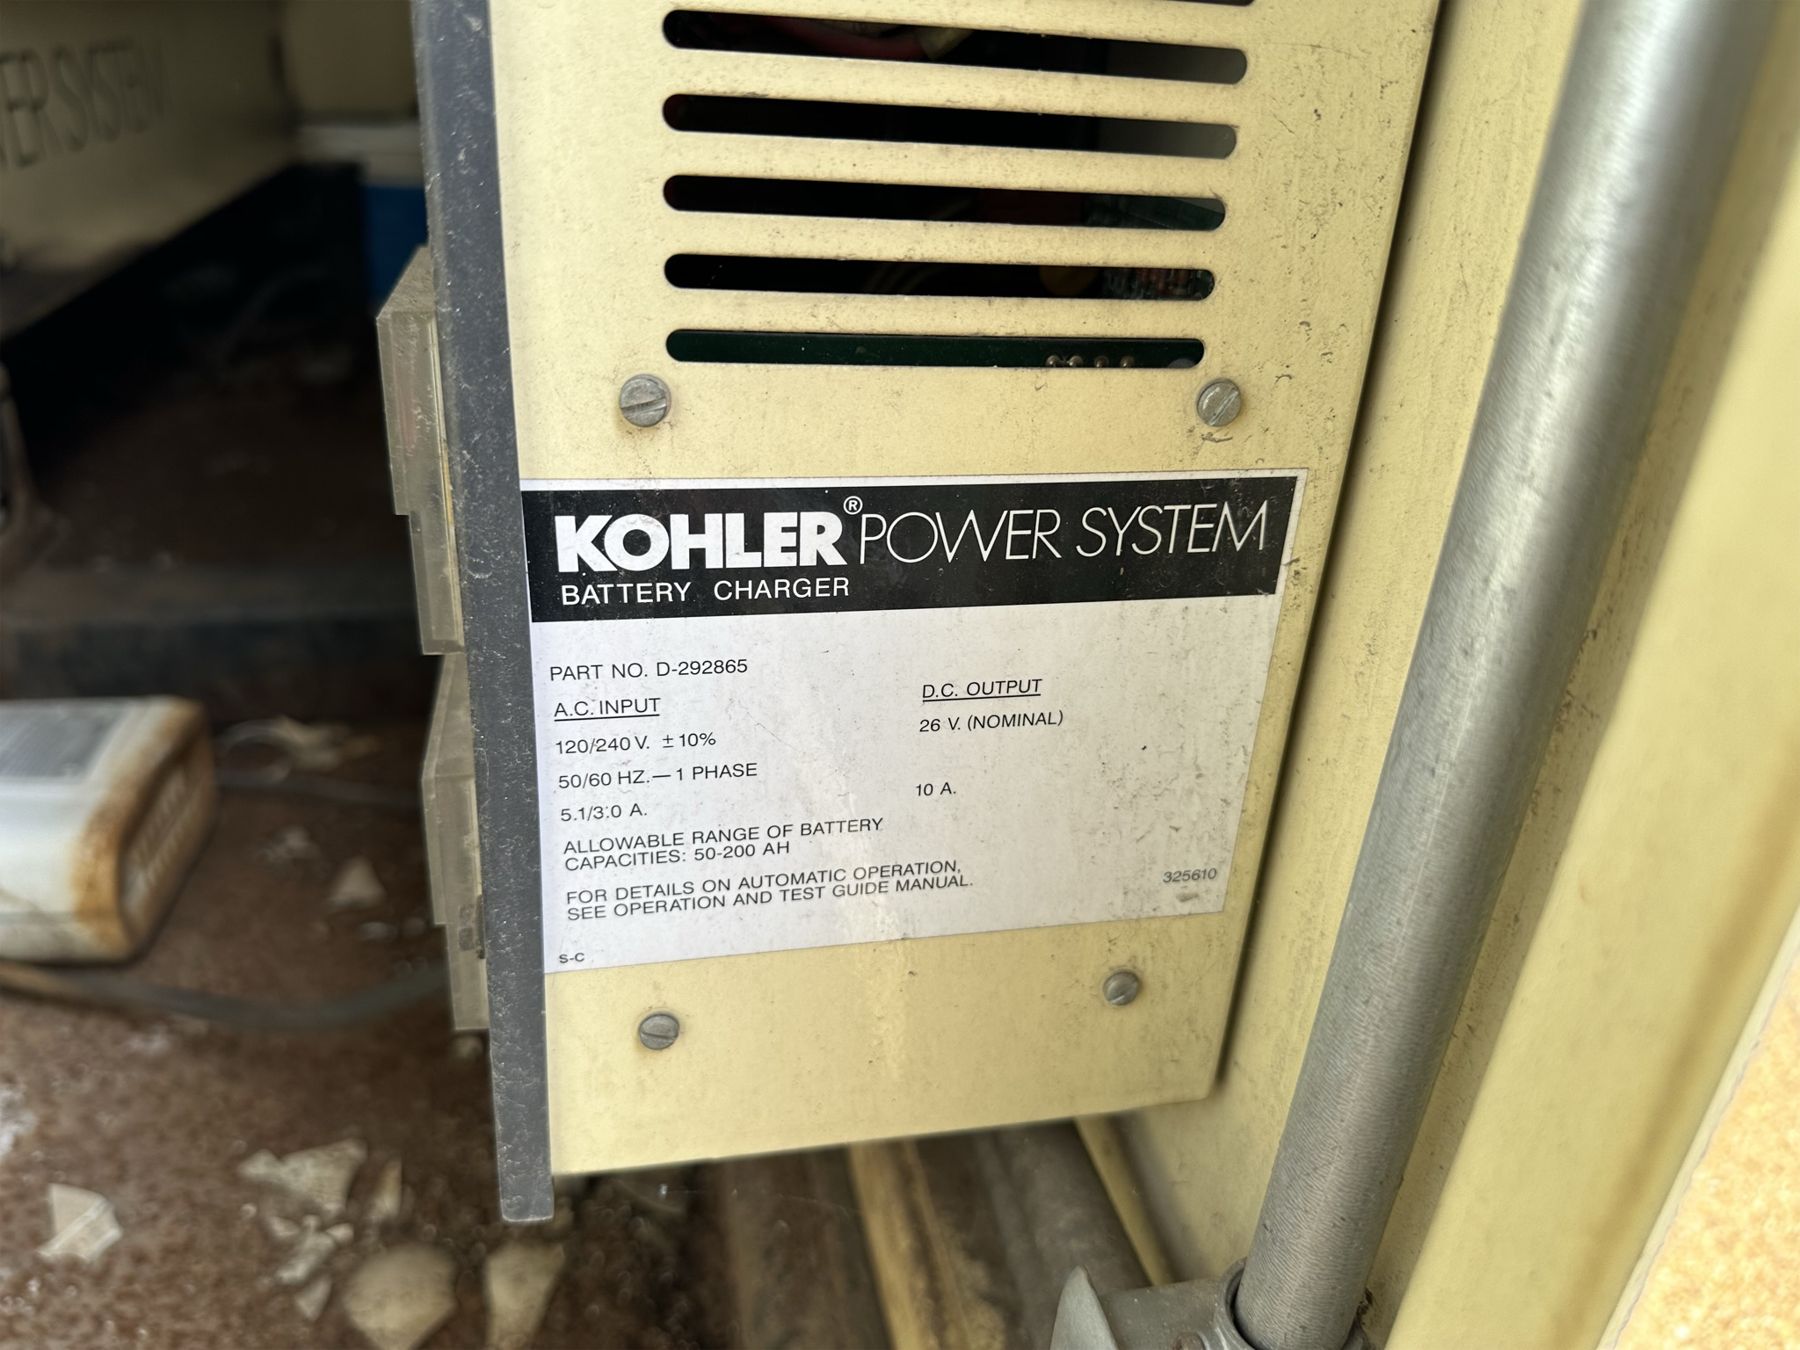 ER SYSTEM
KOHLER® POWER SYSTEM
BATTERY CHARGER
PART NO. D-292865
A.C. INPUT
D.C. OUTPUT
120/240 V. ±10%
26 V. (NOMINAL)
50/60 HZ.—1 PHASE
5.1/3.0 A.
10 A.
ALLOWABLE RANGE OF BATTERY
CAPACITIES: 50-200 AH
FOR DETAILS ON AUTOMATIC OPERATION,
SEE OPERATION AND TEST GUIDE MANUAL.
325610
S-C